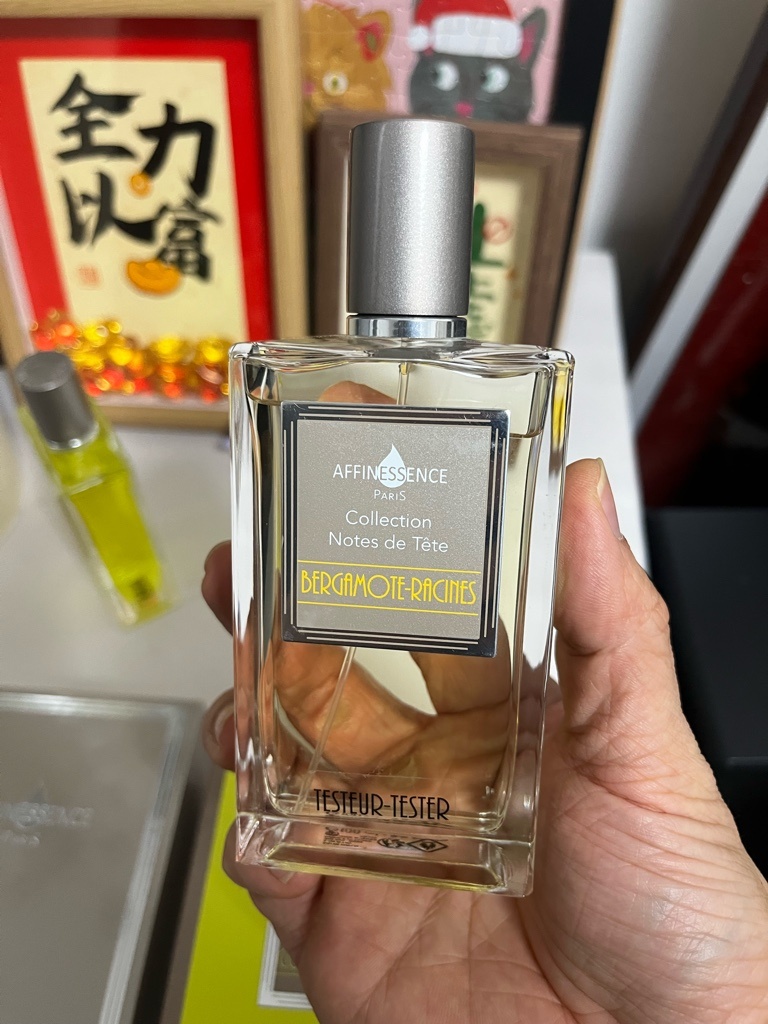 全力
以富
AFFINESSENCE
PARIS
Collection
Notes de Tête
BERGAMOTE-RACINES
TESTEUR-TESTER